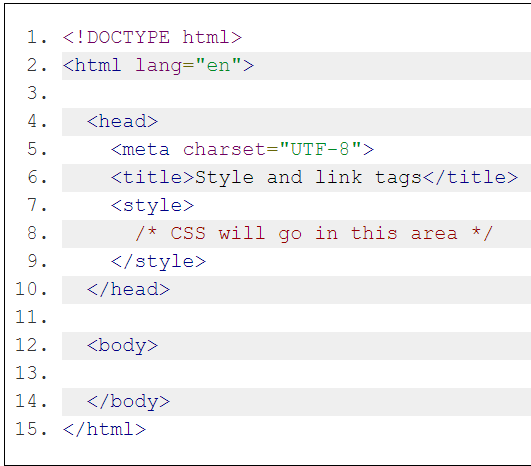 1. <!DOCTYPE html>
2. <html lang="en">
3.
4.   <head>
5.     <meta charset="UTF-8">
6.     <title>Style and link tags</title>
7.     <style>
8.       /* CSS will go in this area */
9.     </style>
10.   </head>
11.
12.   <body>
13.
14.   </body>
15. </html>